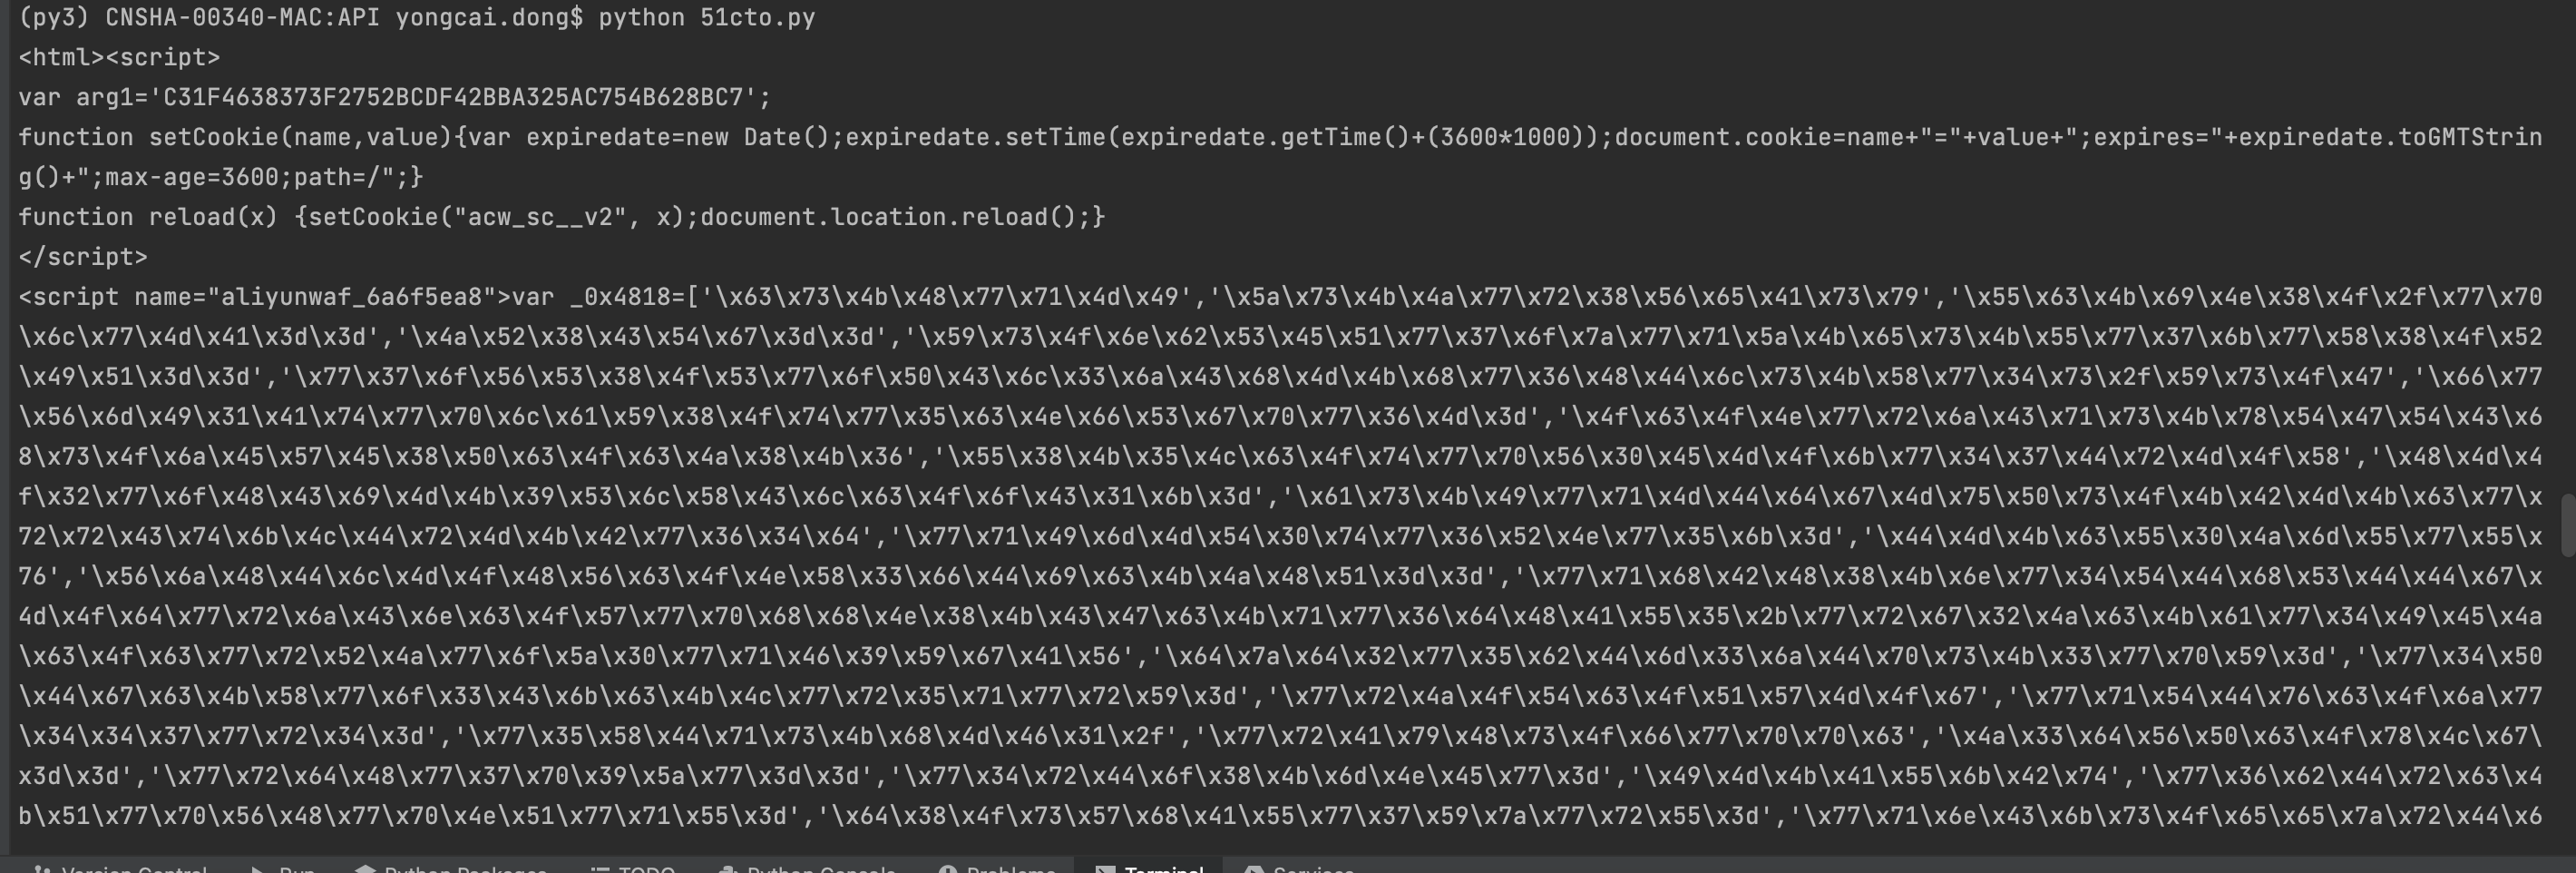 (py3) CNSHA-00340-MAC:API yongcai.dong$ python 51cto.py
<html><script>
var arg1='C31F4638373F2752BCDF42BBA325AC754B628BC7';
function setCookie(name,value){var expiredate=new Date();expiredate.setTime(expiredate.getTime()+(3600*1000));document.cookie=name+"="+value+";expires="+expiredate.toGMTStrin
g()+";max-age=3600;path=/";}
function reload(x) {setCookie("acw_sc__v2", x);document.location.reload();}
</script>
<script name="aliyunwaf_6a6f5ea8">var _0x4818=['\x63\x73\x4b\x48\x77\x71\x4d\x49','\x5a\x73\x4b\x4a\x77\x72\x38\x56\x65\x41\x73\x79','\x55\x63\x4b\x69\x4e\x38\x4f\x2f\x77\x70
\x6c\x77\x4d\x41\x3d\x3d','\x4a\x52\x38\x43\x54\x67\x3d\x3d','\x59\x73\x4f\x6e\x62\x53\x45\x51\x77\x37\x6f\x7a\x77\x71\x5a\x4b\x65\x73\x4b\x55\x77\x37\x6b\x77\x58\x38\x4f\x52
\x49\x51\x3d\x3d','\x77\x37\x6f\x56\x53\x38\x4f\x53\x77\x6f\x50\x43\x6c\x33\x6a\x43\x68\x4d\x4b\x68\x77\x36\x48\x44\x6c\x73\x4b\x58\x77\x34\x73\x2f\x59\x73\x4f\x47','\x66\x77
\x56\x6d\x49\x31\x41\x74\x77\x70\x6c\x61\x59\x38\x4f\x74\x77\x35\x63\x4e\x66\x53\x67\x70\x77\x36\x4d\x3d','\x4f\x63\x4f\x4e\x77\x72\x6a\x43\x71\x73\x4b\x78\x54\x47\x54\x43\x6
8\x73\x4f\x6a\x45\x57\x45\x38\x50\x63\x4f\x63\x4a\x38\x4b\x36','\x55\x38\x4b\x35\x4c\x63\x4f\x74\x77\x70\x56\x30\x45\x4d\x4f\x6b\x77\x34\x37\x44\x72\x4d\x4f\x58','\x48\x4d\x4
f\x32\x77\x6f\x48\x43\x69\x4d\x4b\x39\x53\x6c\x58\x43\x6c\x63\x4f\x6f\x43\x31\x6b\x3d','\x61\x73\x4b\x49\x77\x71\x4d\x44\x64\x67\x4d\x75\x50\x73\x4f\x4b\x42\x4d\x4b\x63\x77\x
72\x72\x43\x74\x6b\x4c\x44\x72\x4d\x4b\x42\x77\x36\x34\x64','\x77\x71\x49\x6d\x4d\x54\x30\x74\x77\x36\x52\x4e\x77\x35\x6b\x3d','\x44\x4d\x4b\x63\x55\x30\x4a\x6d\x55\x77\x55\x
76','\x56\x6a\x48\x44\x6c\x4d\x4f\x48\x56\x63\x4f\x4e\x58\x33\x66\x44\x69\x63\x4b\x4a\x48\x51\x3d\x3d','\x77\x71\x68\x42\x48\x38\x4b\x6e\x77\x34\x54\x44\x68\x53\x44\x44\x67\x
4d\x4f\x64\x77\x72\x6a\x43\x6e\x63\x4f\x57\x77\x70\x68\x68\x4e\x38\x4b\x43\x47\x63\x4b\x71\x77\x36\x64\x48\x41\x55\x35\x2b\x77\x72\x67\x32\x4a\x63\x4b\x61\x77\x34\x49\x45\x4a
\x63\x4f\x63\x77\x72\x52\x4a\x77\x6f\x5a\x30\x77\x71\x46\x39\x59\x67\x41\x56','\x64\x7a\x64\x32\x77\x35\x62\x44\x6d\x33\x6a\x44\x70\x73\x4b\x33\x77\x70\x59\x3d','\x77\x34\x50
\x44\x67\x63\x4b\x58\x77\x6f\x33\x43\x6b\x63\x4b\x4c\x77\x72\x35\x71\x77\x72\x59\x3d','\x77\x72\x4a\x4f\x54\x63\x4f\x51\x57\x4d\x4f\x67','\x77\x71\x54\x44\x76\x63\x4f\x6a\x77
\x34\x34\x37\x77\x72\x34\x3d','\x77\x35\x58\x44\x71\x73\x4b\x68\x4d\x46\x31\x2f','\x77\x72\x41\x79\x48\x73\x4f\x66\x77\x70\x70\x63','\x4a\x33\x64\x56\x50\x63\x4f\x78\x4c\x67\
x3d\x3d','\x77\x72\x64\x48\x77\x37\x70\x39\x5a\x77\x3d\x3d','\x77\x34\x72\x44\x6f\x38\x4b\x6d\x4e\x45\x77\x3d','\x49\x4d\x4b\x41\x55\x6b\x42\x74','\x77\x36\x62\x44\x72\x63\x4
b\x51\x77\x70\x56\x48\x77\x70\x4e\x51\x77\x71\x55\x3d','\x64\x38\x4f\x73\x57\x68\x41\x55\x77\x37\x59\x7a\x77\x72\x55\x3d','\x77\x71\x6e\x43\x6b\x73\x4f\x65\x65\x7a\x72\x44\x6
Version Control Run Python Packages TODO Python Console Problems Terminal Services